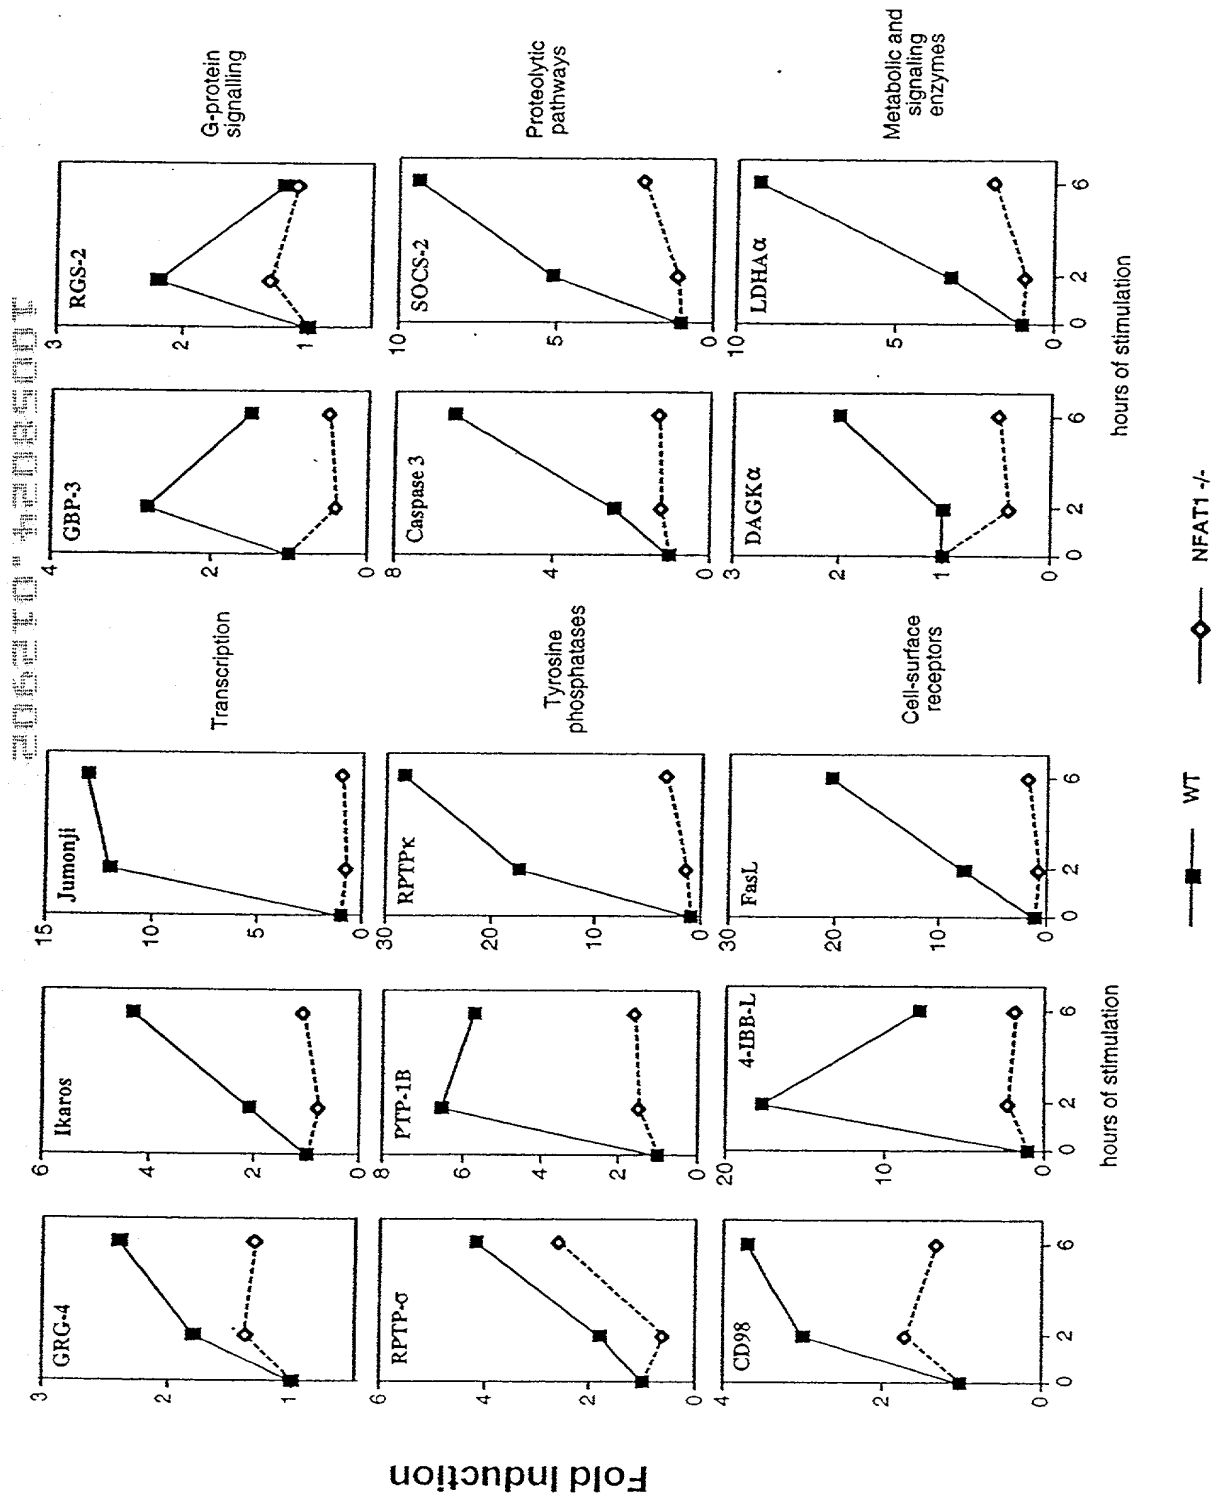 10058024.012902
Fold Induction
GRG-4
3
2
1
Ikaros
6
4
2
0
Jumonji
15
10
5
0
Transcription
GBP-3
4
2
0
RGS-2
3
2
1
G-protein
signalling
RPTP-σ
6
4
2
0
PTP-1B
8
6
4
2
0
RPTPκ
30
20
10
0
Tyrosine
phosphatases
Caspase 3
8
4
0
SOCS-2
10
5
0
Proteolytic
pathways
CD98
4
2
0
0 2 6
4-IBB-L
20
10
0
0 2 6
hours of stimulation
FasL
30
20
10
0
0 2 6
Cell-surface
receptors
DAGKα
3
2
1
0
0 2 6
LDHAα
10
5
0
0 2 6
hours of stimulation
Metabolic and
signaling
enzymes
WT
NFAT1 -/-